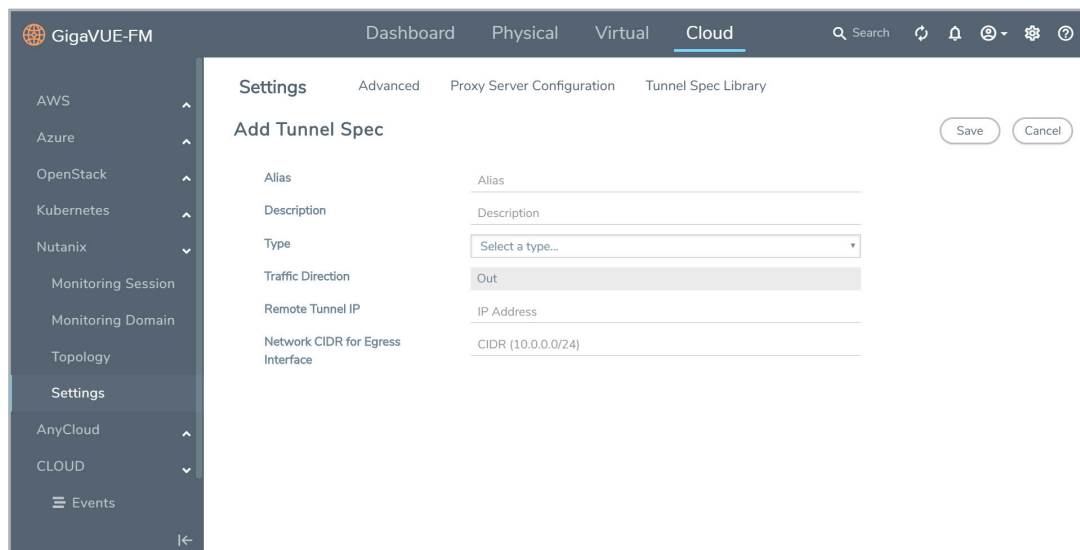 GigaVUE-FM
Dashboard Physical Virtual Cloud Search
AWS
Azure
OpenStack
Kubernetes
Nutanix
Monitoring Session
Monitoring Domain
Topology
Settings
AnyCloud
CLOUD
Events
Settings Advanced Proxy Server Configuration Tunnel Spec Library
Add Tunnel Spec Save Cancel
Alias Alias
Description Description
Type Select a type...
Traffic Direction Out
Remote Tunnel IP IP Address
Network CIDR for Egress CIDR (10.0.0.0/24)
Interface